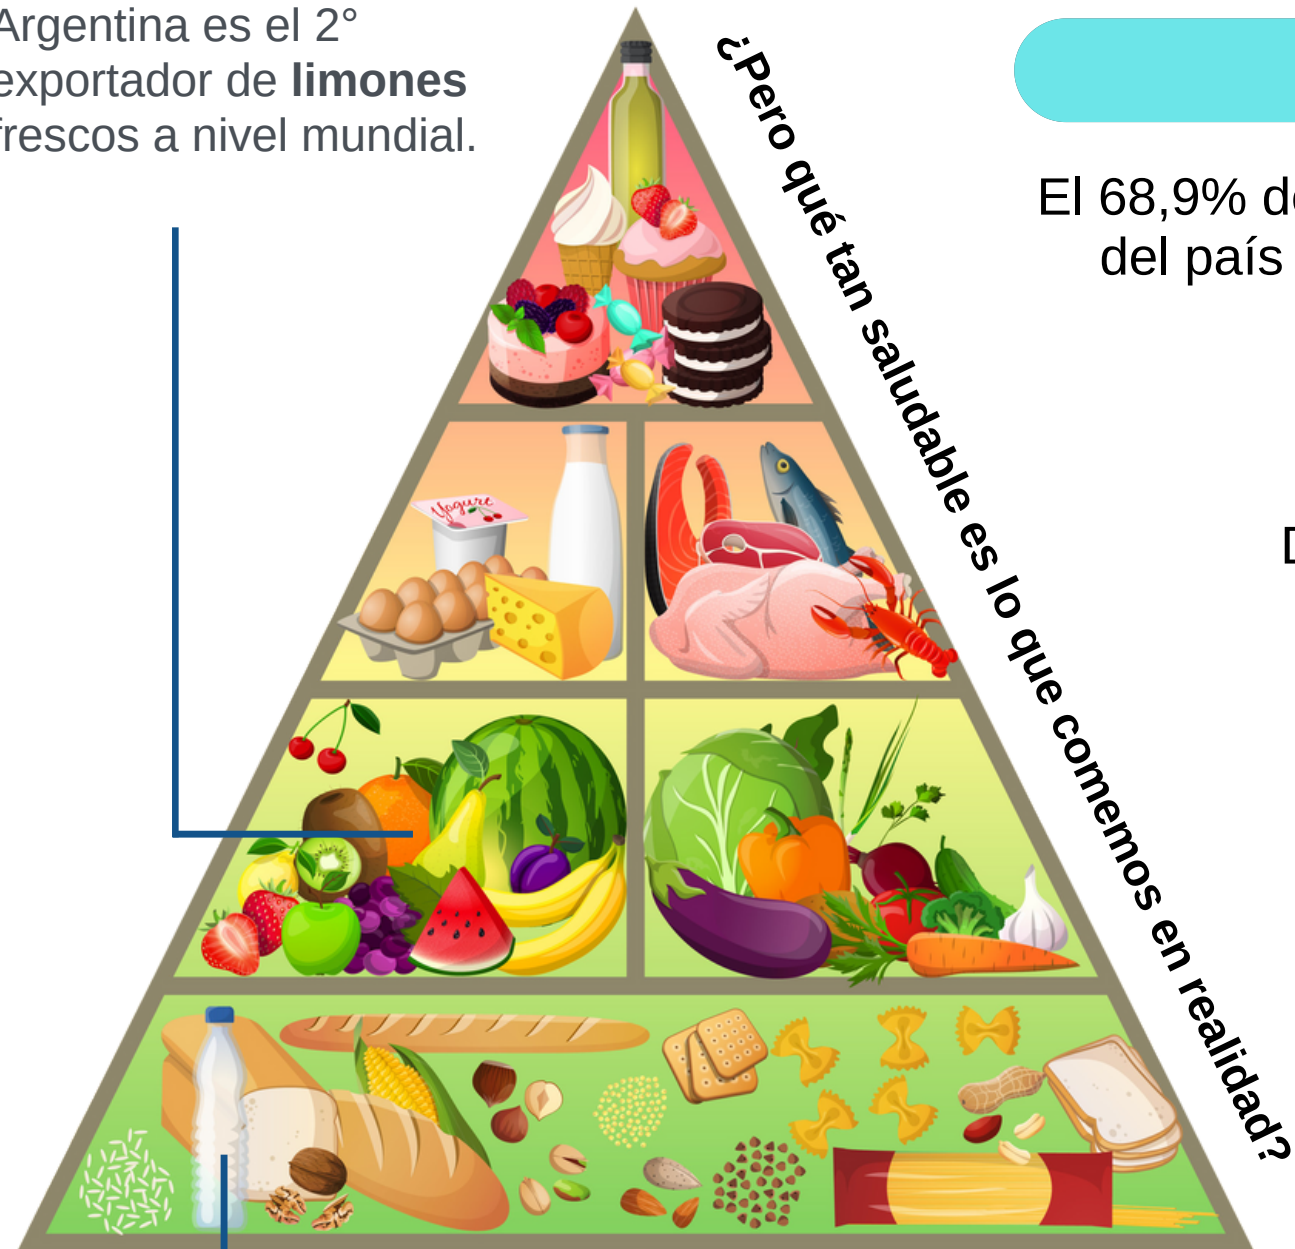 Argentina es el 2°
exportador de limones
frescos a nivel mundial.
¿Pero qué tan saludable es lo que comemos en realidad?
El 68,9% d
del país
Yogurt